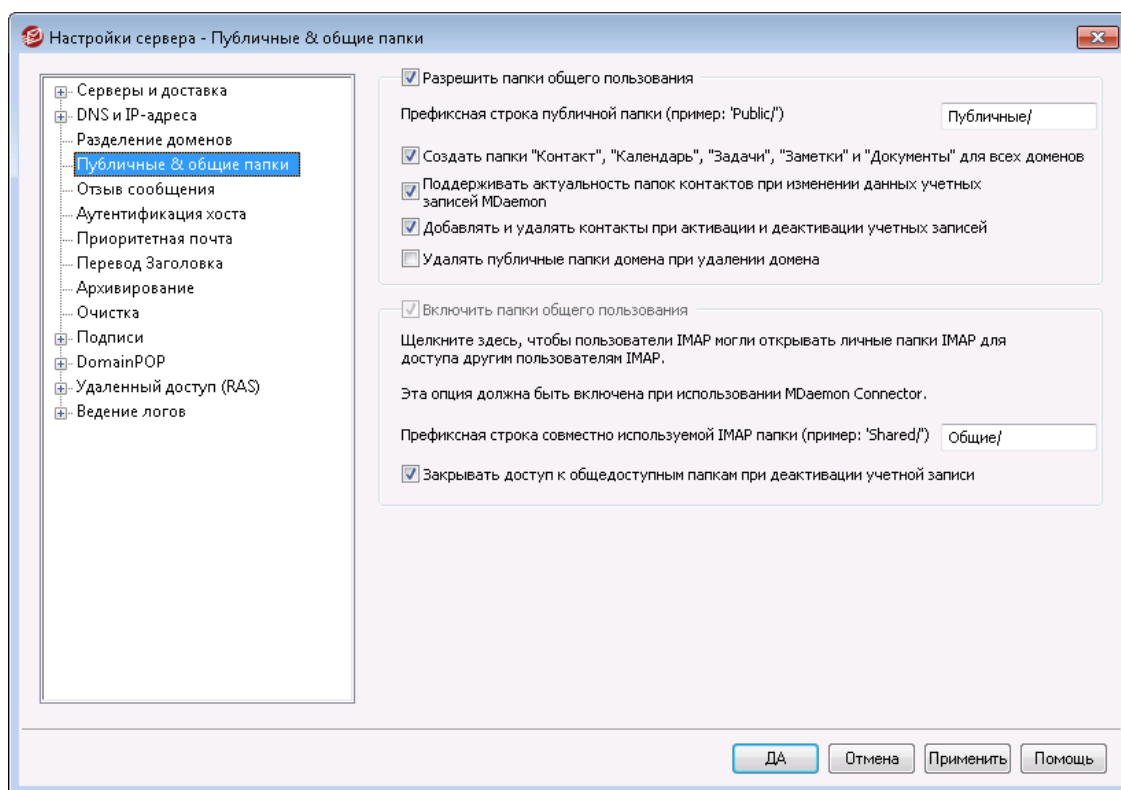 Настройки сервера - Публичные & общие папки
Серверы и доставка
DNS и IP-адреса
Разделение доменов
Публичные & общие папки
Отзыв сообщения
Аутентификация хоста
Приоритетная почта
Перевод Заголовка
Архивирование
Очистка
Подписи
DomainPOP
Удаленный доступ (RAS)
Ведение логов
Разрешить папки общего пользования
Префиксная строка публичной папки (пример: 'Public/')
Публичные/
Создать папки "Контакт", "Календарь", "Задачи", "Заметки" и "Документы" для всех доменов
Поддерживать актуальность папок контактов при изменении данных учетных
записей MDaemon
Добавлять и удалять контакты при активации и деактивации учетных записей
Удалять публичные папки домена при удалении домена
Включить папки общего пользования
Щелкните здесь, чтобы пользователи IMAP могли открывать личные папки IMAP для
доступа другим пользователям IMAP.
Эта опция должна быть включена при использовании MDaemon Connector.
Префиксная строка совместно используемой IMAP папки (пример: 'Shared/')
Общие/
Закрывать доступ к общедоступным папкам при деактивации учетной записи
ДА
Отмена
Применить
Помощь